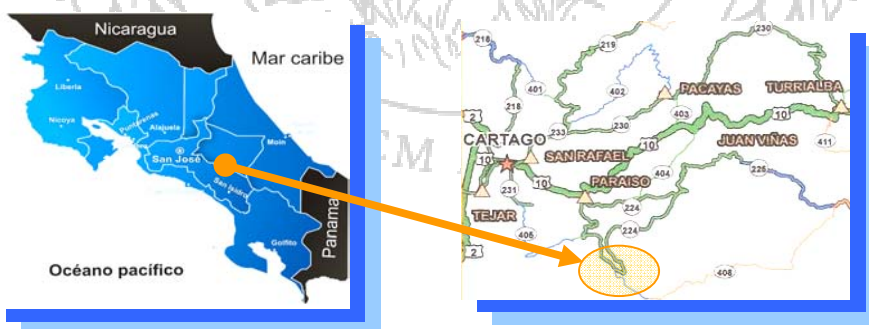 Nicaragua
Mar caribe
Liberia
Nicoya
Puntarenas
Alajuela
Moin
San José
San Isidro
Golfito
Panama
Océano pacífico
218
219
230
401
402
PACAYAS
TURRIALBA
218
403
2
233
230
10
10
411
CARTAGO
JUAN VIÑAS
10
SAN RAFAEL
404
225
231
10
PARAISO
TEJAR
224
405
224
2
408
M